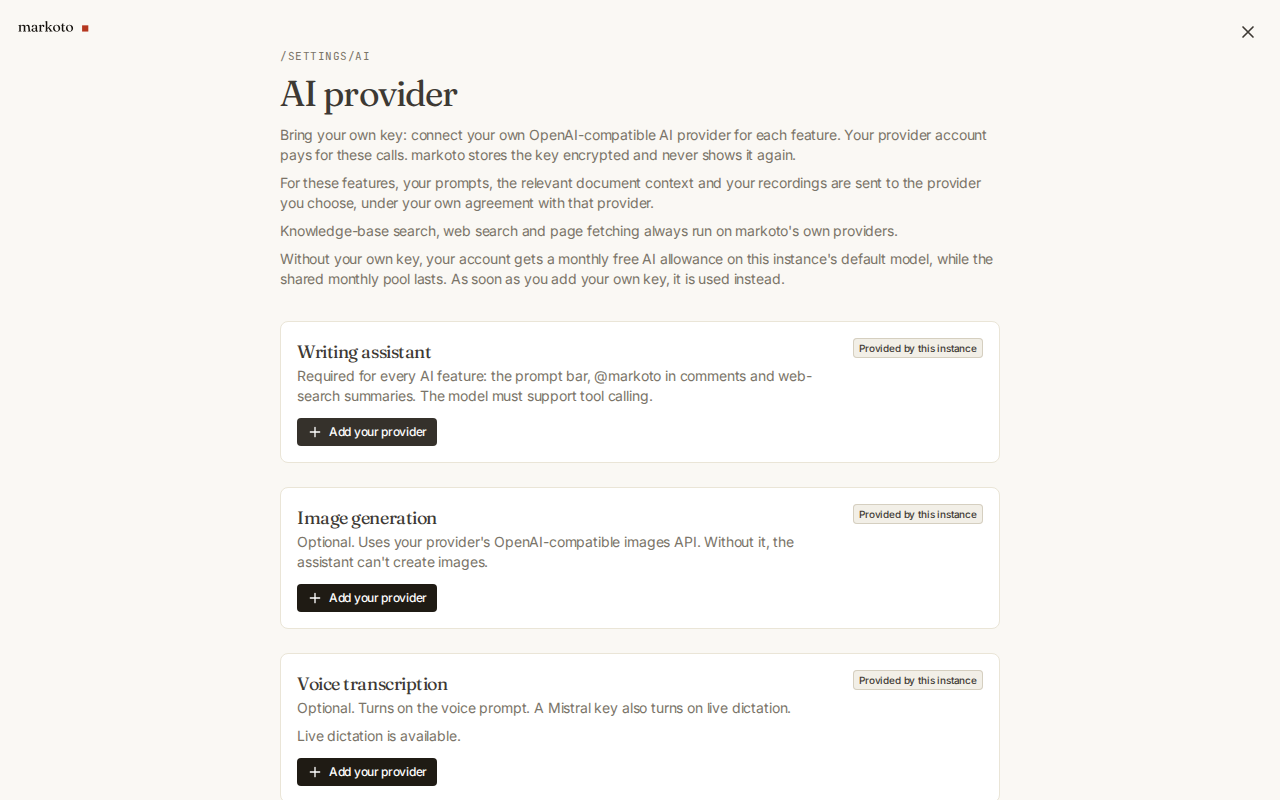 markoto
/SETTINGS/AI
AI provider
Bring your own key: connect your own OpenAI-compatible AI provider for each feature. Your provider account
pays for these calls. markoto stores the key encrypted and never shows it again.
For these features, your prompts, the relevant document context and your recordings are sent to the provider
you choose, under your own agreement with that provider.
Knowledge-base search, web search and page fetching always run on markoto's own providers.
Without your own key, your account gets a monthly free AI allowance on this instance's default model, while the
shared monthly pool lasts. As soon as you add your own key, it is used instead.
Writing assistant
Provided by this instance
Required for every AI feature: the prompt bar, @markoto in comments and web-
search summaries. The model must support tool calling.
Add your provider
Image generation
Provided by this instance
Optional. Uses your provider's OpenAI-compatible images API. Without it, the
assistant can't create images.
Add your provider
Voice transcription
Provided by this instance
Optional. Turns on the voice prompt. A Mistral key also turns on live dictation.
Live dictation is available.
Add your provider